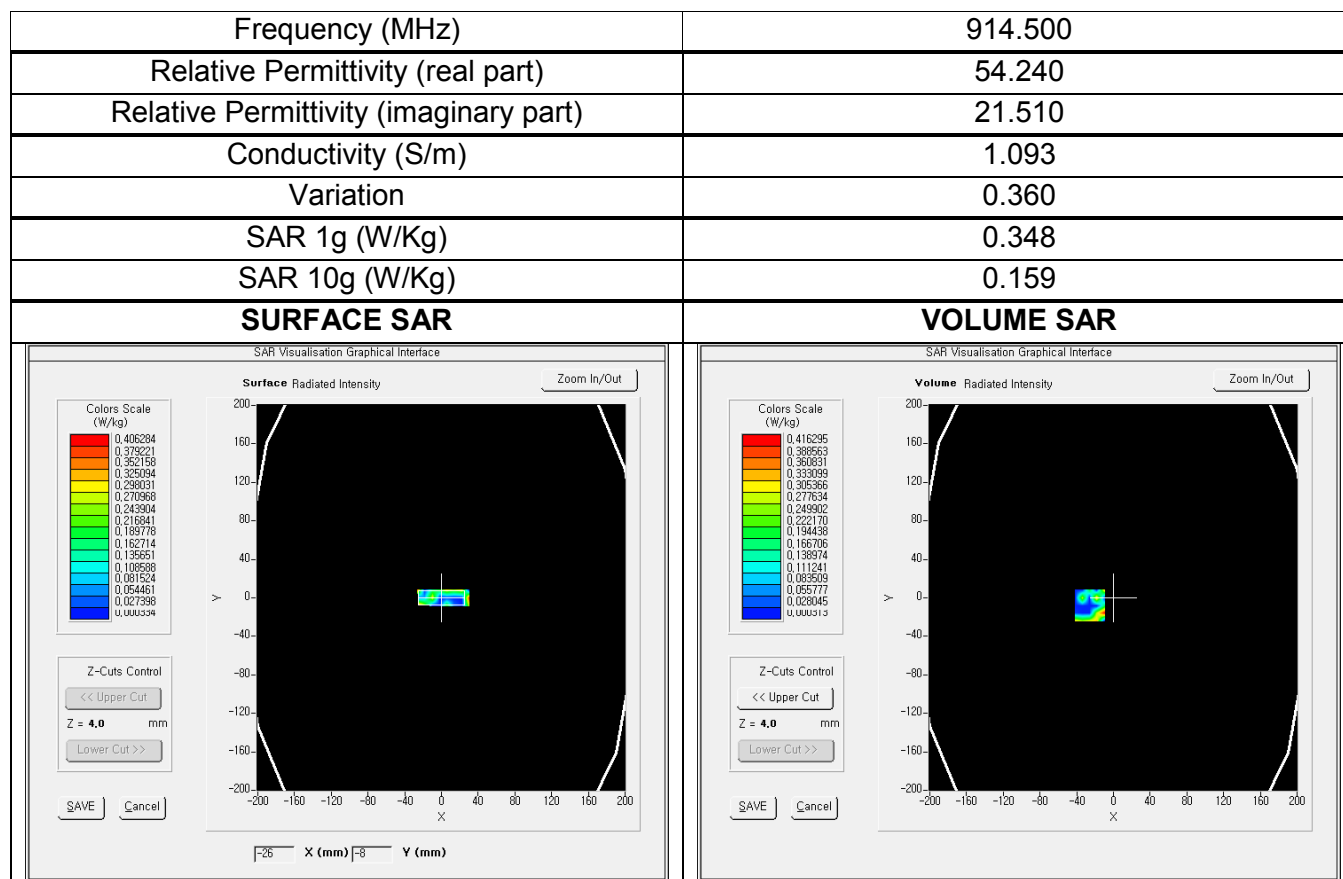 Frequency (MHz) 914.500
Relative Permittivity (real part) 54.240
Relative Permittivity (imaginary part) 21.510
Conductivity (S/m) 1.093
Variation 0.360
SAR 1g (W/Kg) 0.348
SAR 10g (W/Kg) 0.159
SURFACE SAR VOLUME SAR
SAR Visualisation Graphical Interface
Surface Radiated Intensity
Zoom In/Out
Colors Scale
(W/kg)
0.406284
0.379221
0.352158
0.325094
0.298031
0.270968
0.243904
0.216841
0.189778
0.162714
0.135651
0.108588
0.081524
0.054461
0.027398
0.000334
Z-Cuts Control
<< Upper Cut
Z = 4.0 mm
Lower Cut >>
SAVE Cancel
200
160
120
80
40
0
-40
-80
-120
-160
-200
Y
-200 -160 -120 -80 -40 0 40 80 120 160 200
X
-26 X (mm) -8 Y (mm)
SAR Visualisation Graphical Interface
Volume Radiated Intensity
Zoom In/Out
Colors Scale
(W/kg)
0.416295
0.388563
0.360831
0.333099
0.305366
0.277634
0.249902
0.222170
0.194438
0.166706
0.138974
0.111241
0.083509
0.055777
0.028045
0.000313
Z-Cuts Control
<< Upper Cut
Z = 4.0 mm
Lower Cut >>
SAVE Cancel
200
160
120
80
40
0
-40
-80
-120
-160
-200
Y
-200 -160 -120 -80 -40 0 40 80 120 160 200
X